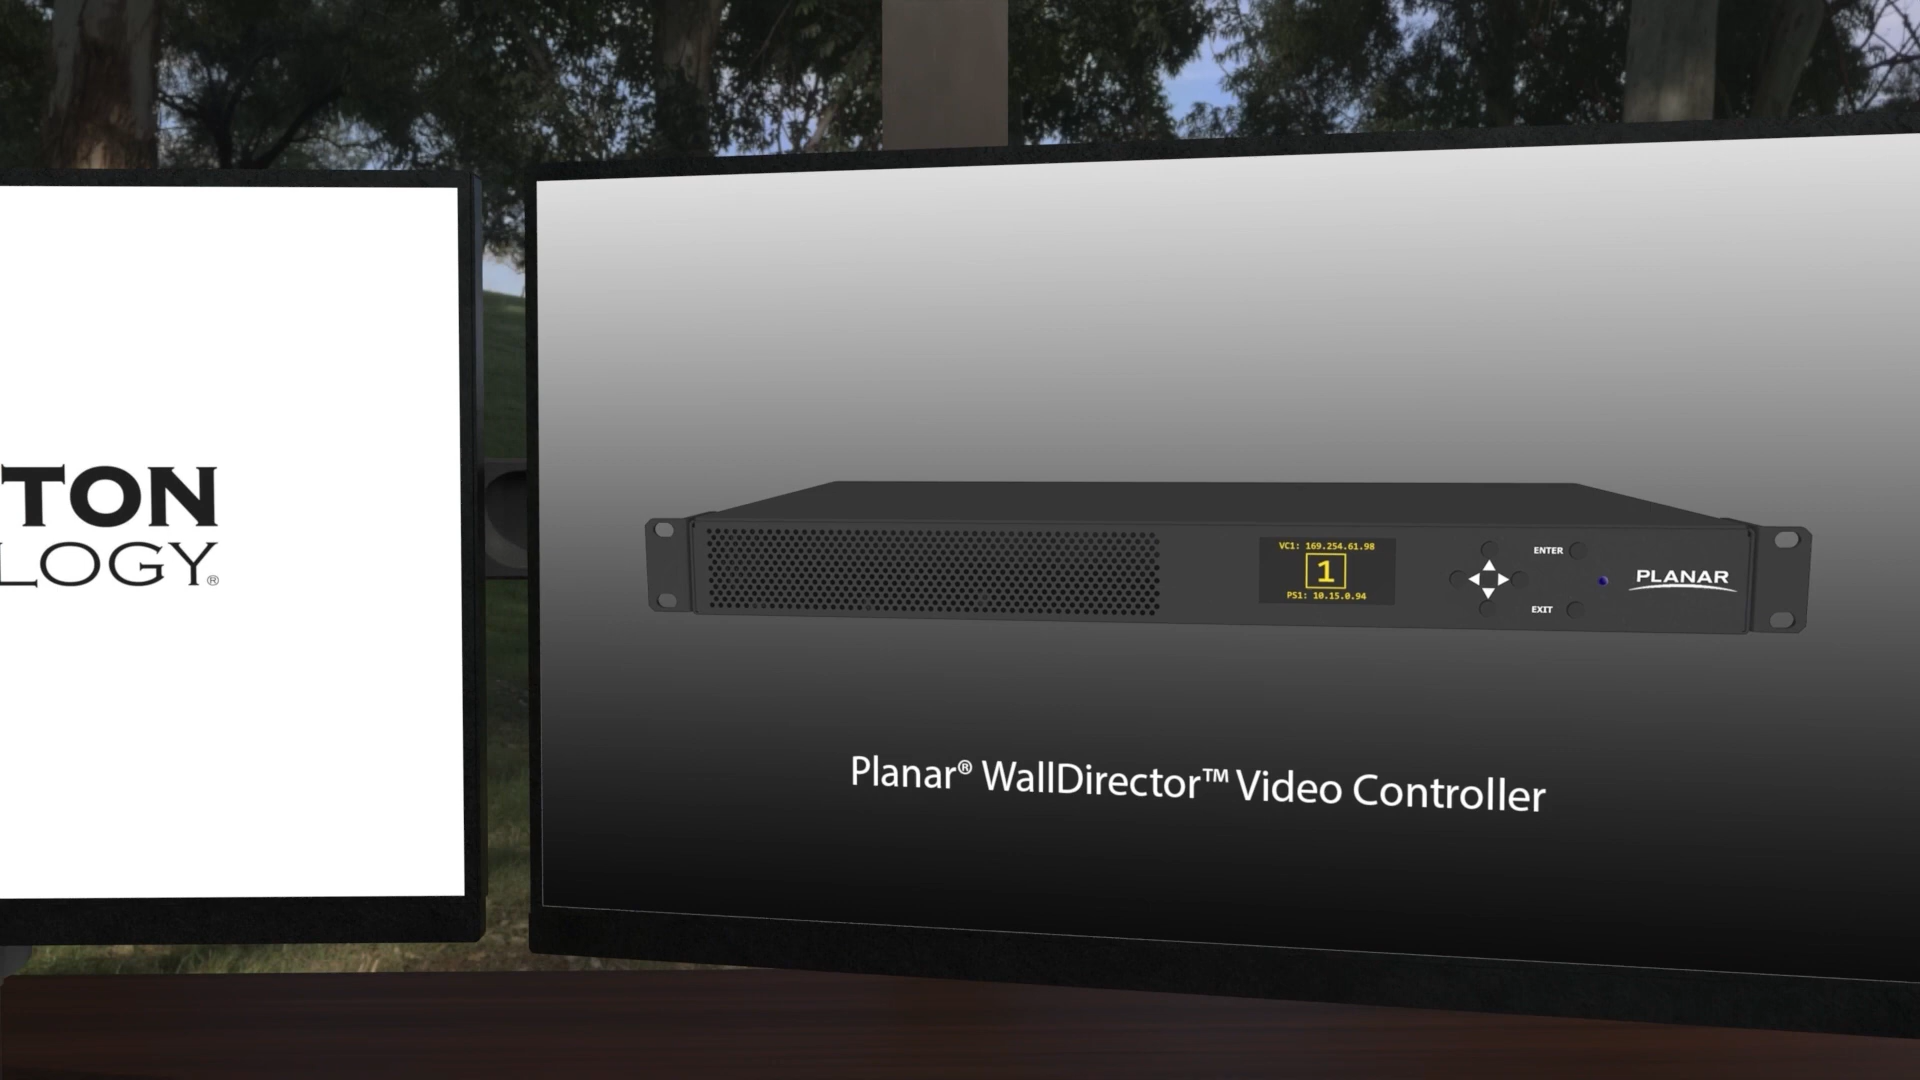 TON
LOGY®
VC1: 169.254.61.98
1
PS1: 10.15.0.94
ENTER
EXIT
PLANAR
Planar® WallDirector™ Video Controller